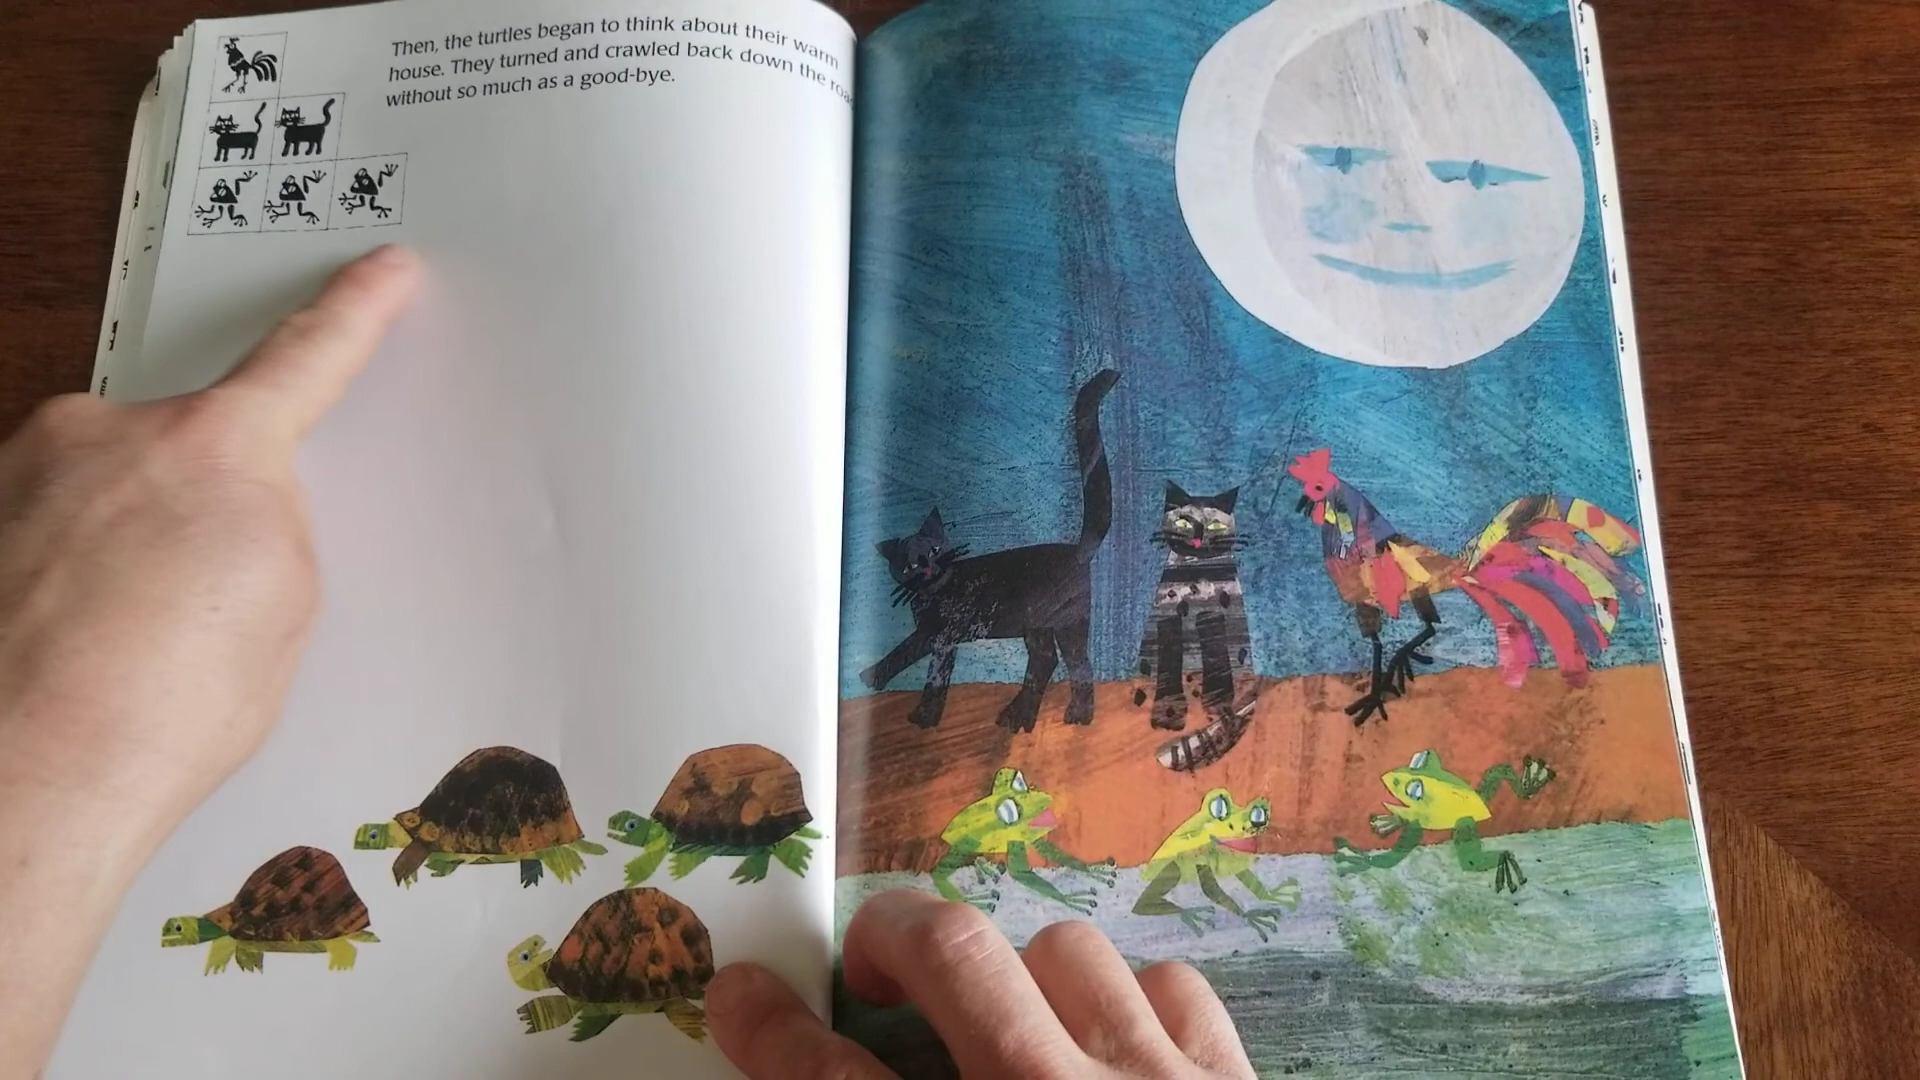 Then, the turtles began to think about their warm
house. They turned and crawled back down the
without so much as a good-bye.